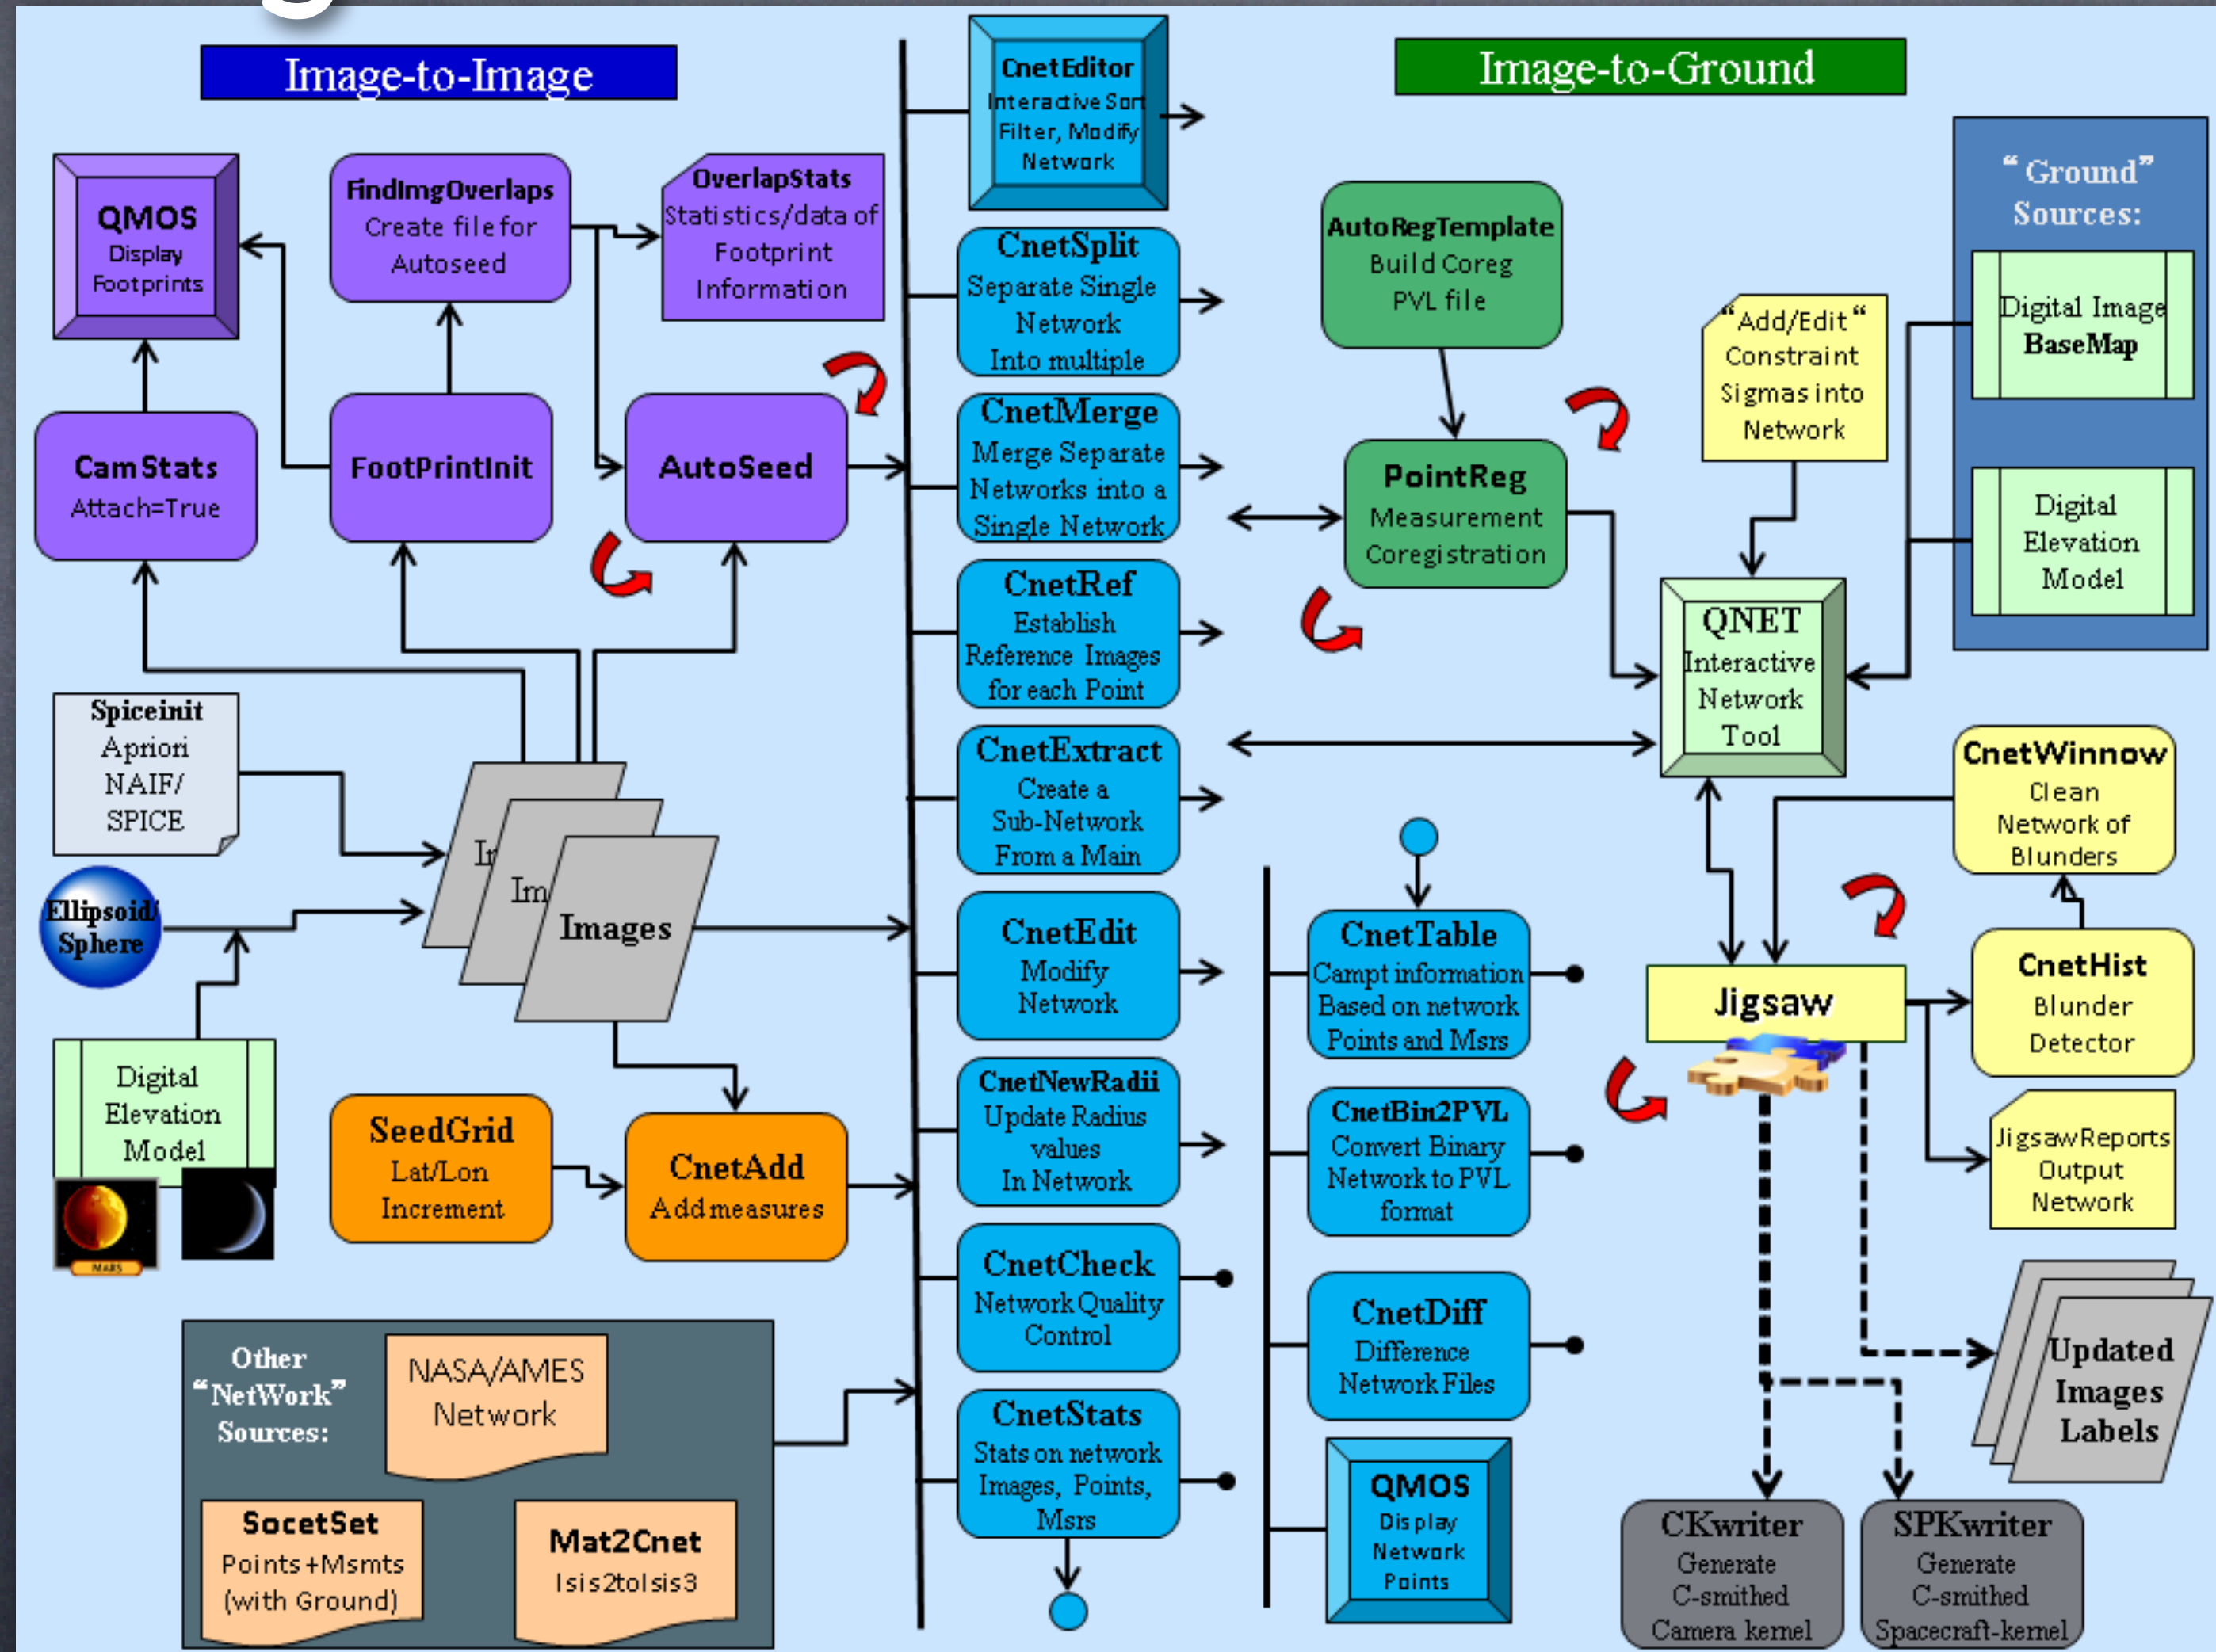 Image-to-Image
Image-to-Ground
QMOS
Display
Footprints
FindImgOverlaps
Create file for
Autoseed
OverlapStats
Statistics/data of
Footprint
Information
CamStats
Attach=True
FootPrintInit
AutoSeed
Spiceinit
Apriori
NAIF/
SPICE
Ellipsoid/
Sphere
Images
Digital
Elevation
Model
MARS
SeedGrid
Lat/Lon
Increment
CnetAdd
Add measures
Other
“NetWork”
Sources:
NASA/AMES
Network
SocetSet
Points+Msmts
(with Ground)
Mat2Cnet
Isis2toIsis3
CnetEditor
Interactive Sort
Filter, Modify
Network
CnetSplit
Separate Single
Network
Into multiple
CnetMerge
Merge Separate
Networks into a
Single Network
CnetRef
Establish
Reference Images
for each Point
CnetExtract
Create a
Sub-Network
From a Main
CnetEdit
Modify
Network
CnetNewRadii
Update Radius
values
In Network
CnetCheck
Network Quality
Control
CnetStats
Stats on network
Images, Points,
Msrs
CnetTable
Campt information
Based on network
Points and Msrs
CnetBin2PVL
Convert Binary
Network to PVL
format
CnetDiff
Difference
Network Files
QMOS
Display
Network
Points
AutoRegTemplate
Build Coreg
PVL file
PointReg
Measurement
Coregistration
“Add/Edit“
Constraint
Sigmas into
Network
“Ground”
Sources:
Digital Image
BaseMap
Digital
Elevation
Model
QNET
Interactive
Network
Tool
CnetWinnow
Clean
Network of
Blunders
CnetHist
Blunder
Detector
Jigsaw
JigsawReports
Output
Network
Updated
Images
Labels
CKwriter
Generate
C-smithed
Camera kernel
SPKwriter
Generate
C-smithed
Spacecraft-kernel